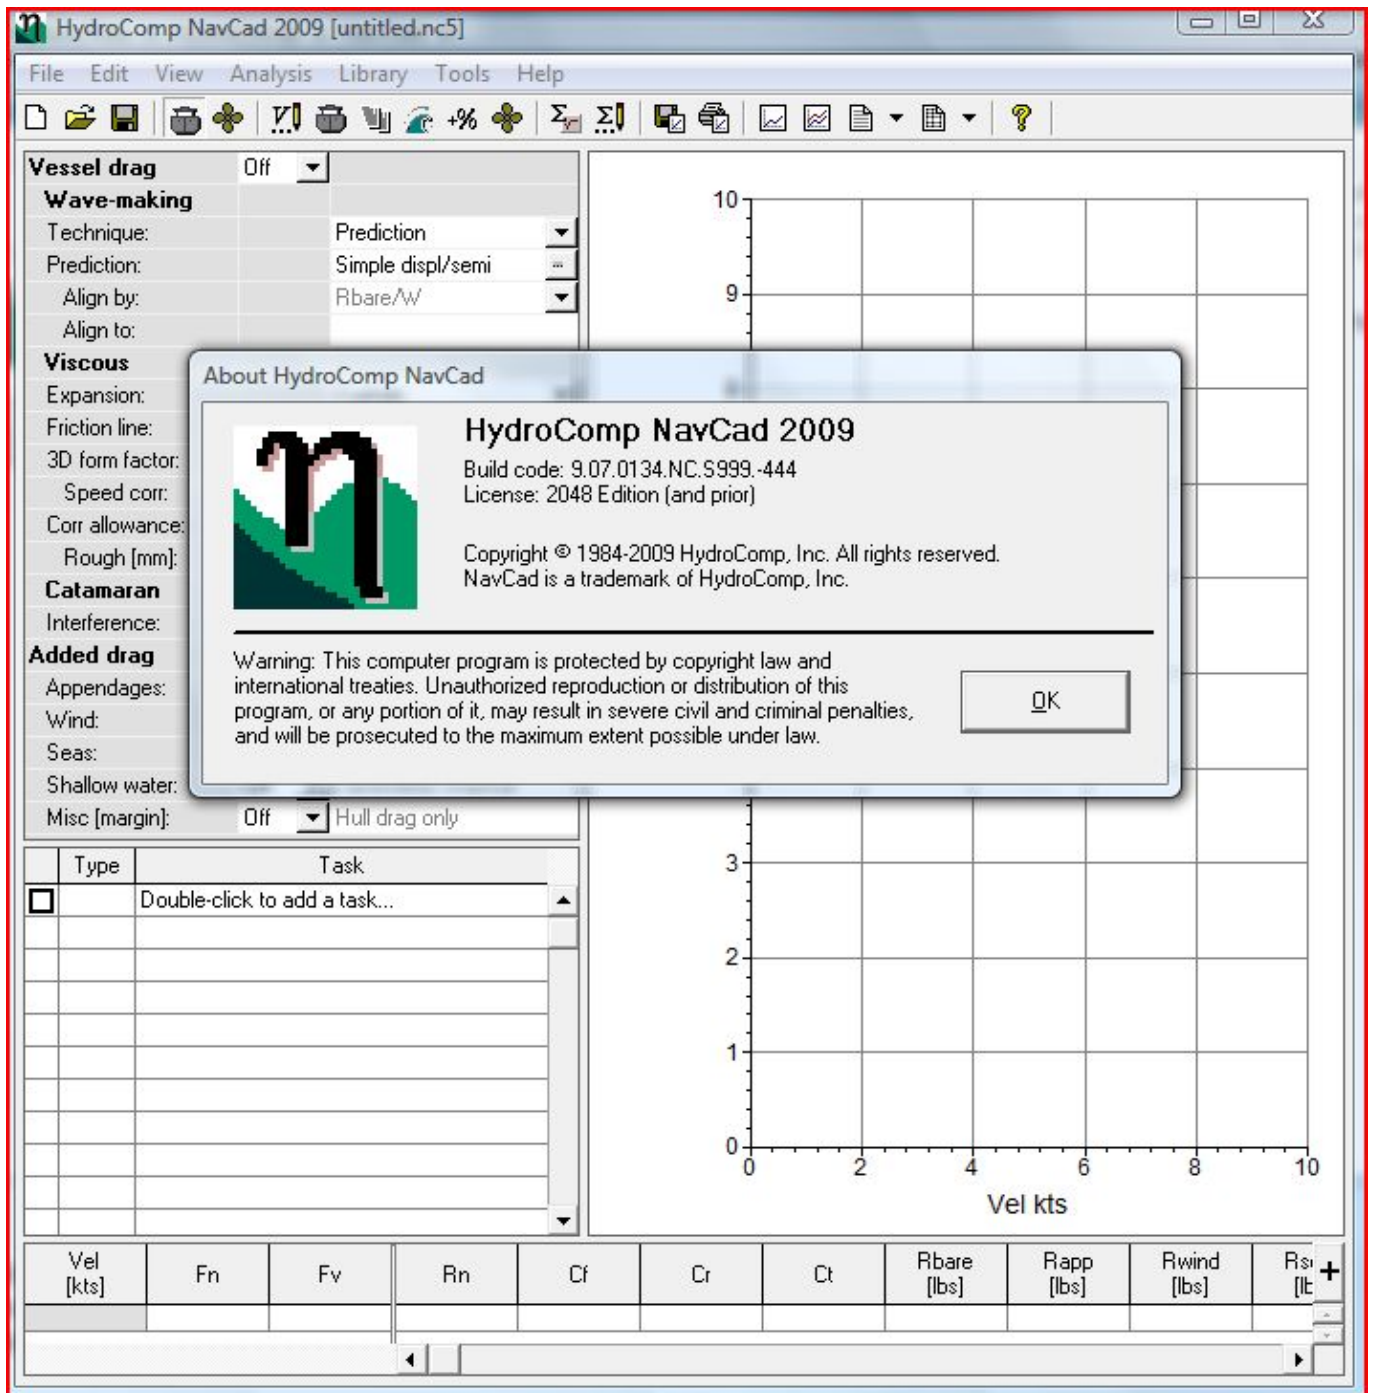 HydroComp NavCad 2009 [untitled.nc5]
File Edit View Analysis Library Tools Help
+%
Vessel drag Off
Wave-making
Technique: Prediction
Prediction: Simple displ/semi ...
Align by: Rbare/W
Align to:
Viscous
Expansion:
Friction line:
3D form factor:
Speed corr:
Corr allowance:
Rough [mm]:
Catamaran
Interference:
Added drag
Appendages:
Wind:
Seas:
Shallow water:
Misc [margin]: Off Hull drag only
About HydroComp NavCad
HydroComp NavCad 2009
Build code: 9.07.0134.NC.S999.-444
License: 2048 Edition (and prior)
Copyright © 1984-2009 HydroComp, Inc. All rights reserved.
NavCad is a trademark of HydroComp, Inc.
Warning: This computer program is protected by copyright law and
international treaties. Unauthorized reproduction or distribution of this
program, or any portion of it, may result in severe civil and criminal penalties,
and will be prosecuted to the maximum extent possible under law.
OK
Type Task
Double-click to add a task...
10
9
3
2
1
0
0 2 4 6 8 10
Vel kts
Vel [kts] Fn Fv Rn Cf Cr Ct Rbare [lbs] Rapp [lbs] Rwind [lbs]